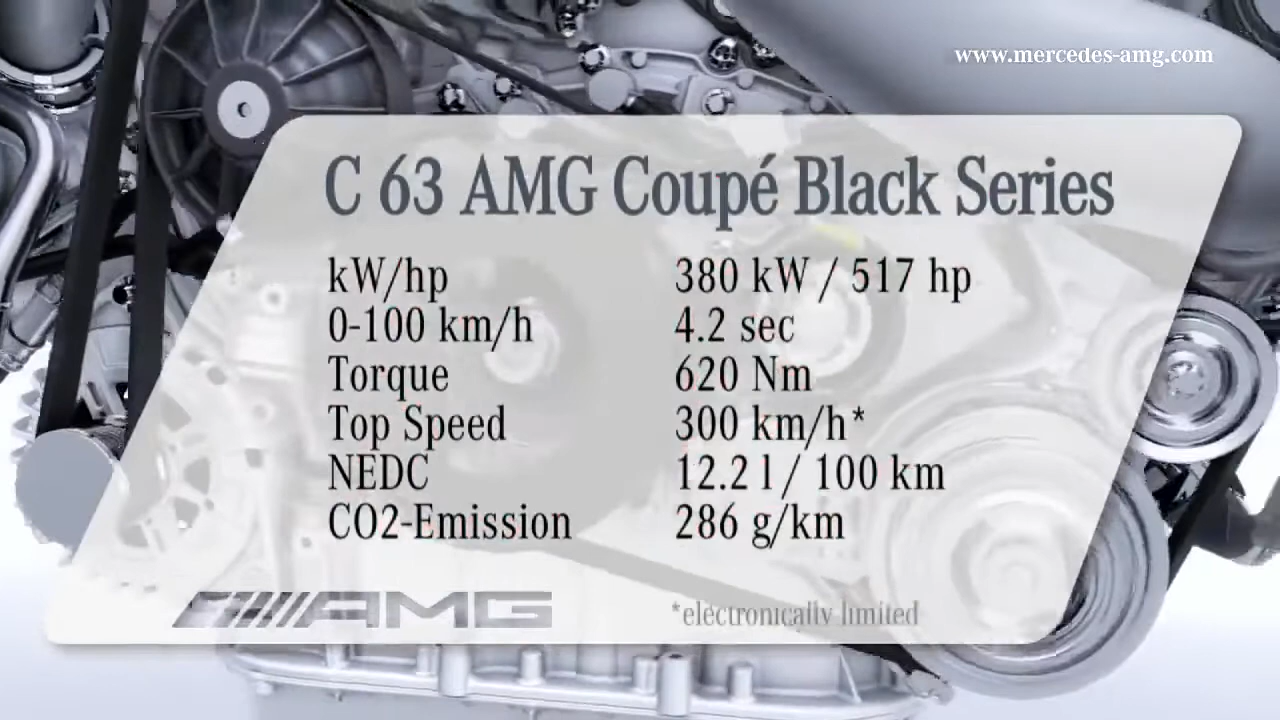 www.mercedes-amg.com
C 63 AMG Coupé Black Series
kW/hp 380 kW / 517 hp
0-100 km/h 4.2 sec
Torque 620 Nm
Top Speed 300 km/h*
NEDC 12.2 l / 100 km
CO2-Emission 286 g/km
AMG *electronically limited